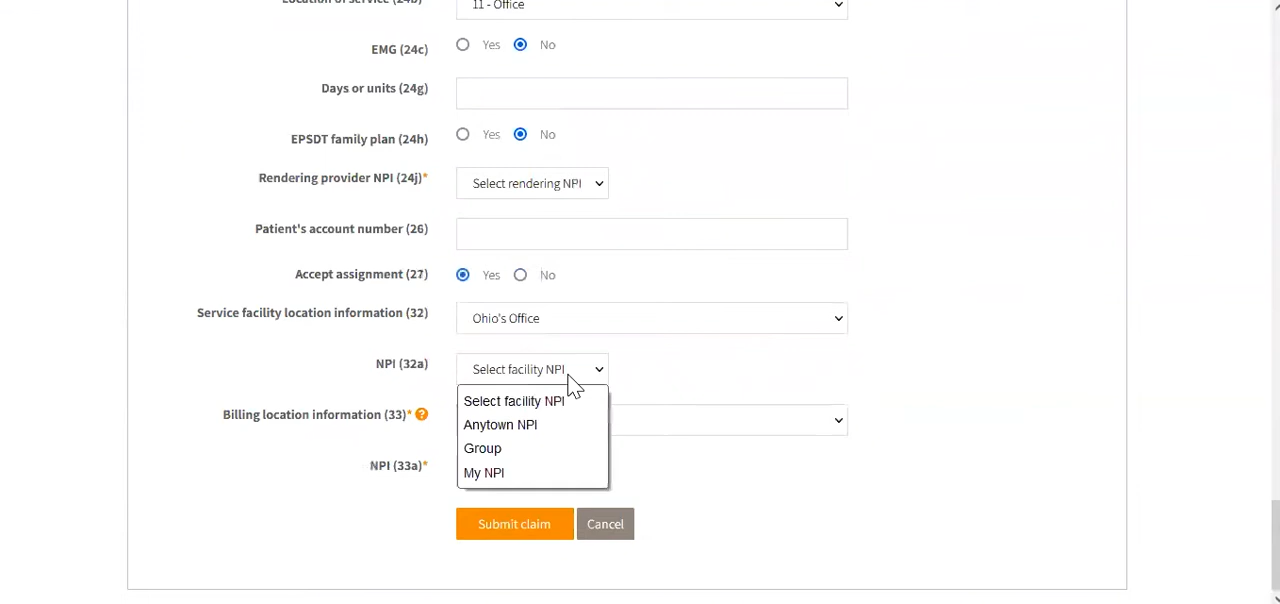 Location of service (24b)
11 - Office
EMG (24c)
Yes No
Days or units (24g)
EPSDT family plan (24h)
Yes No
Rendering provider NPI (24j)*
Select rendering NPI
Patient's account number (26)
Accept assignment (27)
Yes No
Service facility location information (32)
Ohio's Office
NPI (32a)
Select facility NPI
Select facility NPI
Anytown NPI
Group
My NPI
Billing location information (33)* ?
NPI (33a)*
Submit claim Cancel